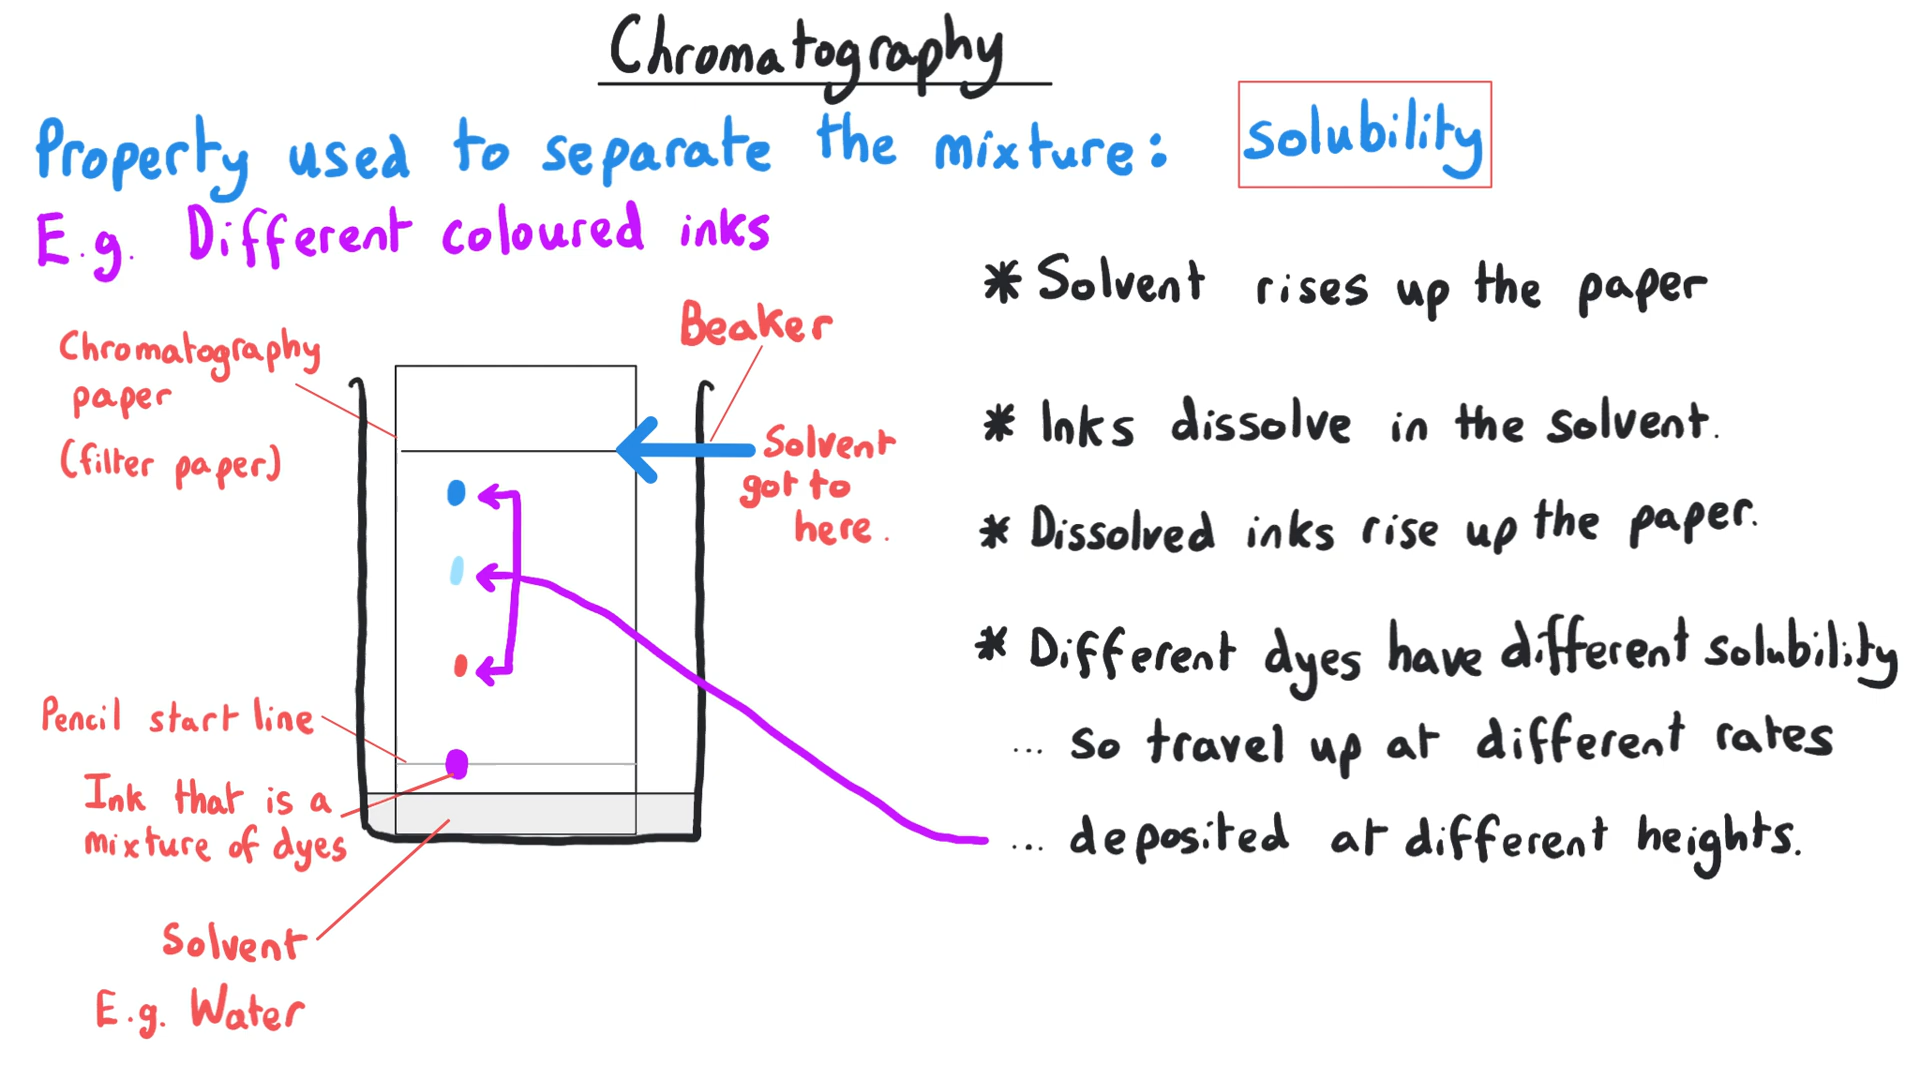 Chromatography
Property used to separate the mixture: solubility
E.g. Different coloured inks
Chromatography
paper
(filter paper)
Beaker
Solvent
got to
here.
Pencil start line
Ink that is a
mixture of dyes
Solvent
E.g. Water
* Solvent rises up the paper
* Inks dissolve in the solvent.
* Dissolved inks rise up the paper.
* Different dyes have different solubility
... so travel up at different rates
... deposited at different heights.